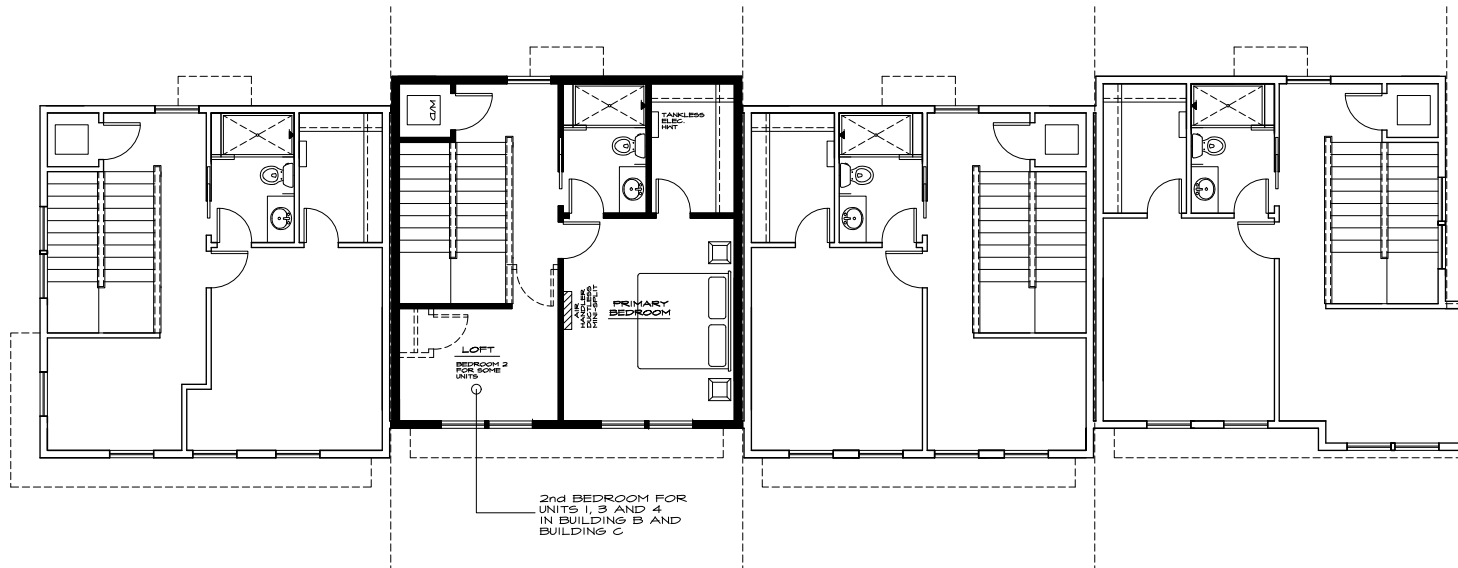 W/D
TANKLESS
ELEC.
HWT
AIR
HANDLER
DUCTLESS
MINI-SPLIT
PRIMARY
BEDROOM
LOFT
BEDROOM 2
FOR SOME
UNITS
2nd BEDROOM FOR
UNITS 1, 3 AND 4
IN BUILDING B AND
BUILDING C